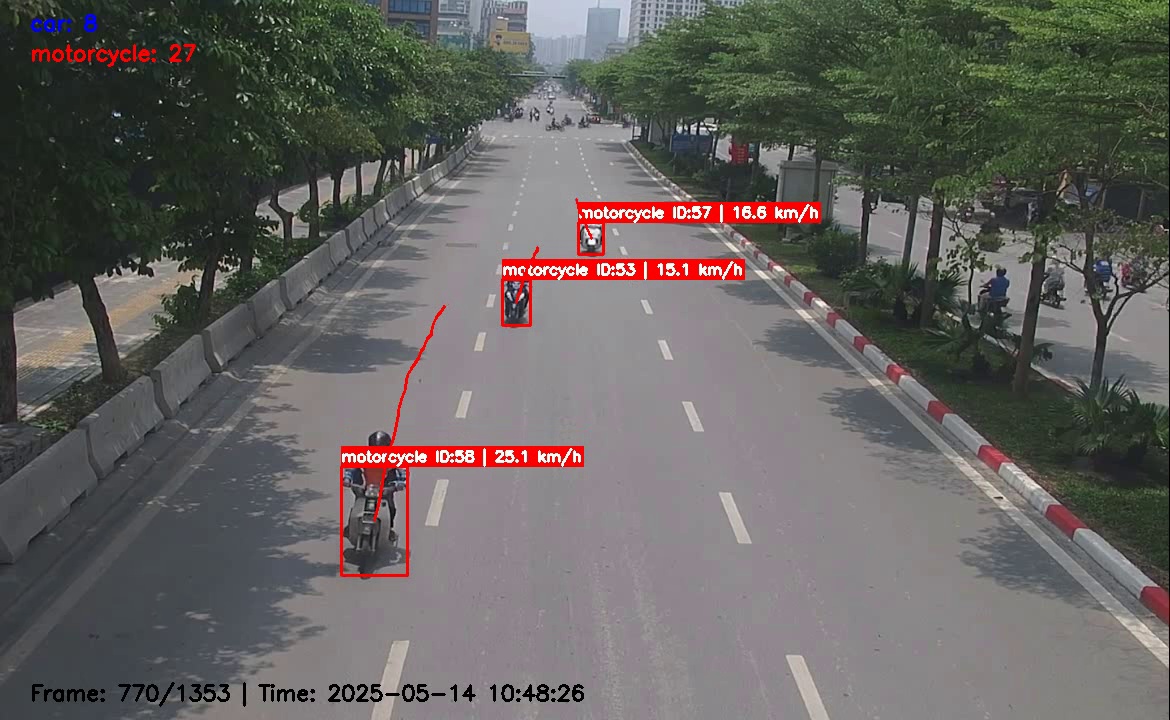 car: 8
motorcycle: 27
motorcycle ID:57 | 16.6 km/h
motorcycle ID:53 | 15.1 km/h
motorcycle ID:58 | 25.1 km/h
Frame: 770/1353 | Time: 2025-05-14 10:48:26